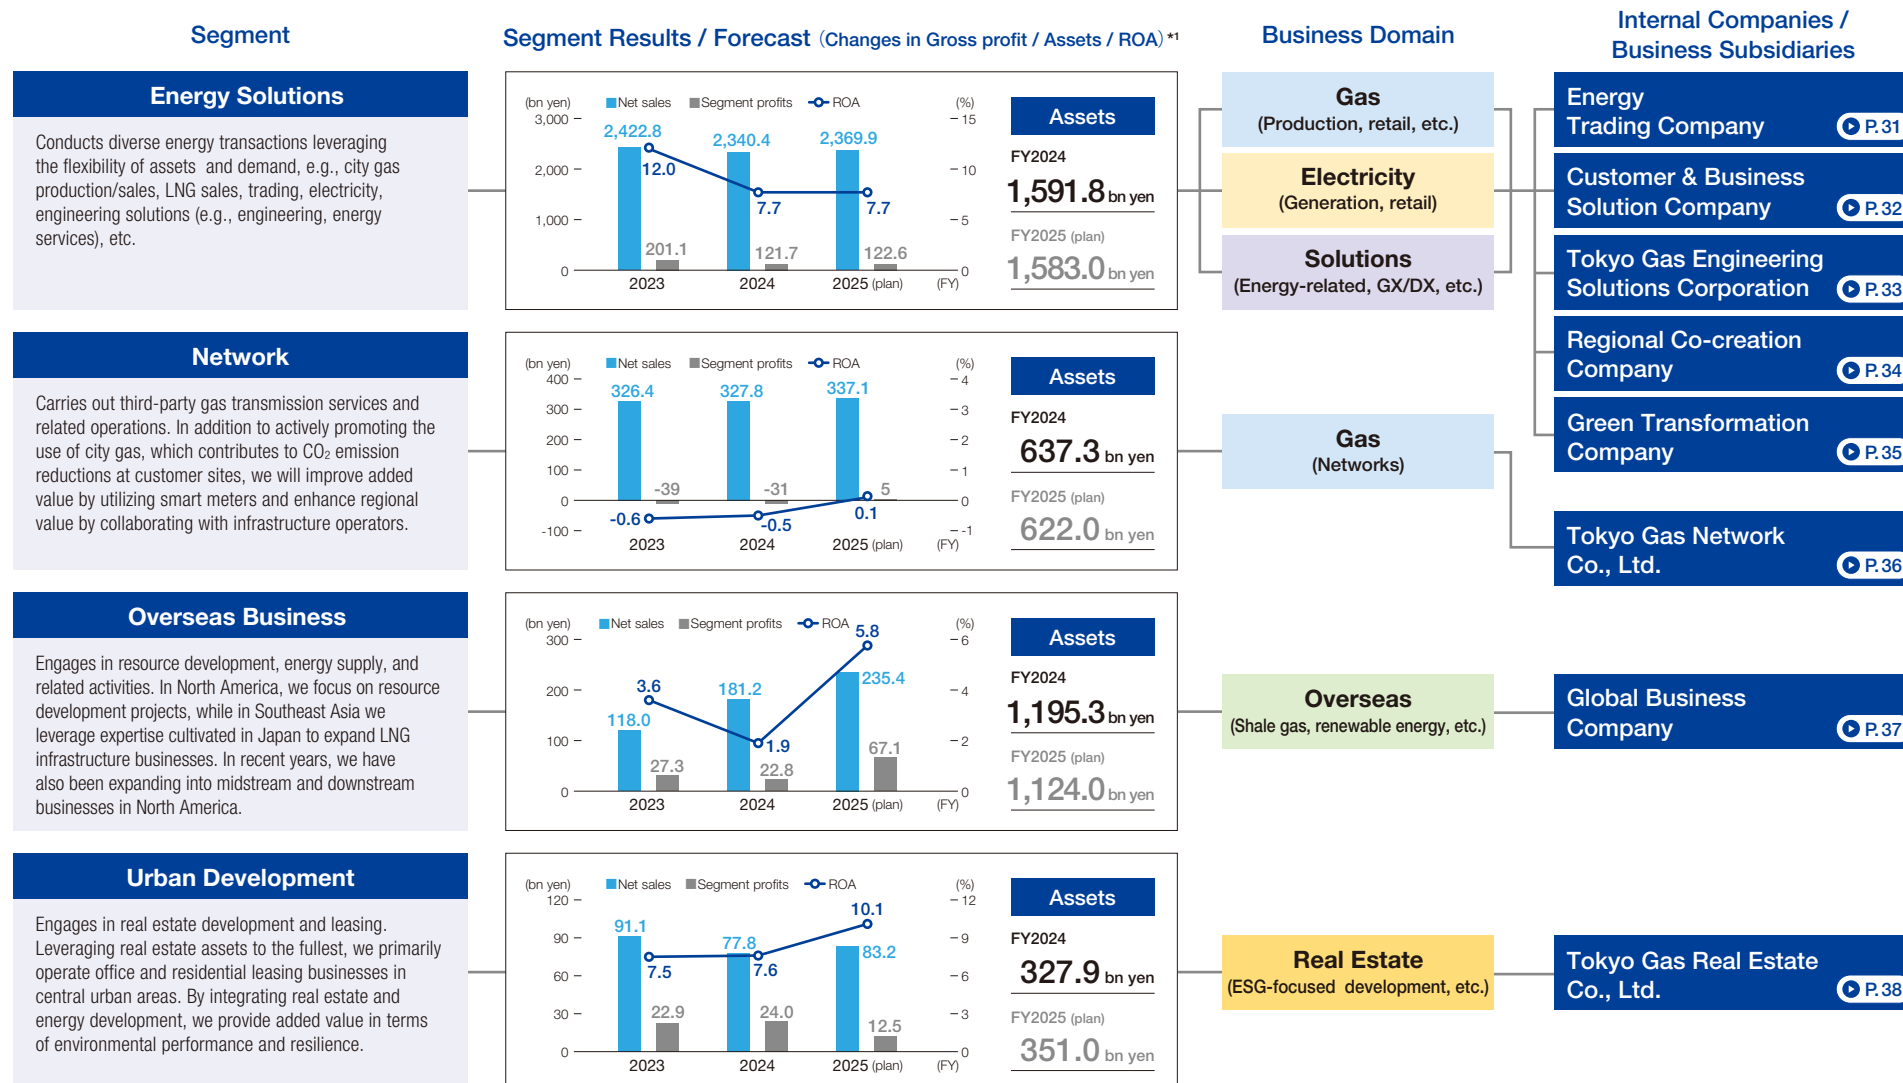 Segment
Segment Results / Forecast (Changes in Gross profit / Assets / ROA) *1
Business Domain
Internal Companies /
Business Subsidiaries
Energy Solutions
Conducts diverse energy transactions leveraging
the flexibility of assets and demand, e.g., city gas
production/sales, LNG sales, trading, electricity,
engineering solutions (e.g., engineering, energy
services), etc.
(bn yen)
Net sales
Segment profits
ROA
(%)
3,000
2,000
1,000
0
15
10
5
0
2,422.8
2,340.4
2,369.9
12.0
7.7
7.7
201.1
121.7
122.6
2023
2024
2025 (plan)
(FY)
Assets
FY2024
1,591.8 bn yen
FY2025 (plan)
1,583.0 bn yen
Gas
(Production, retail, etc.)
Electricity
(Generation, retail)
Solutions
(Energy-related, GX/DX, etc.)
Energy
Trading Company
P.31
Customer & Business
Solution Company
P.32
Tokyo Gas Engineering
Solutions Corporation
P.33
Regional Co-creation
Company
P.34
Green Transformation
Company
P.35
Network
Carries out third-party gas transmission services and
related operations. In addition to actively promoting the
use of city gas, which contributes to CO₂ emission
reductions at customer sites, we will improve added
value by utilizing smart meters and enhance regional
value by collaborating with infrastructure operators.
(bn yen)
Net sales
Segment profits
ROA
(%)
400
300
200
100
0
-100
4
3
2
1
0
-1
326.4
327.8
337.1
-39
-31
5
-0.6
-0.5
0.1
2023
2024
2025 (plan)
(FY)
Assets
FY2024
637.3 bn yen
FY2025 (plan)
622.0 bn yen
Gas
(Networks)
Tokyo Gas Network
Co., Ltd.
P.36
Overseas Business
Engages in resource development, energy supply, and
related activities. In North America, we focus on resource
development projects, while in Southeast Asia we
leverage expertise cultivated in Japan to expand LNG
infrastructure businesses. In recent years, we have
also been expanding into midstream and downstream
businesses in North America.
(bn yen)
Net sales
Segment profits
ROA
(%)
300
200
100
0
6
4
2
0
118.0
181.2
235.4
3.6
1.9
5.8
27.3
22.8
67.1
2023
2024
2025 (plan)
(FY)
Assets
FY2024
1,195.3 bn yen
FY2025 (plan)
1,124.0 bn yen
Overseas
(Shale gas, renewable energy, etc.)
Global Business
Company
P.37
Urban Development
Engages in real estate development and leasing.
Leveraging real estate assets to the fullest, we primarily
operate office and residential leasing businesses in
central urban areas. By integrating real estate and
energy development, we provide added value in terms
of environmental performance and resilience.
(bn yen)
Net sales
Segment profits
ROA
(%)
120
90
60
30
0
12
9
6
3
0
91.1
77.8
83.2
7.5
7.6
10.1
22.9
24.0
12.5
2023
2024
2025 (plan)
(FY)
Assets
FY2024
327.9 bn yen
FY2025 (plan)
351.0 bn yen
Real Estate
(ESG-focused development, etc.)
Tokyo Gas Real Estate
Co., Ltd.
P.38